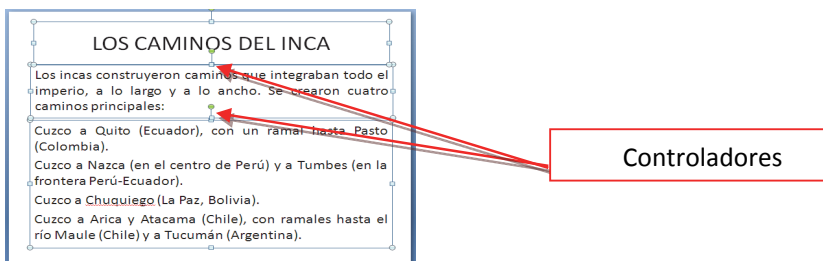 LOS CAMINOS DEL INCA
Los incas construyeron caminos que integraban todo el
imperio, a lo largo y a lo ancho. Se crearon cuatro
caminos principales:
Cuzco a Quito (Ecuador), con un ramal hasta Pasto
(Colombia).
Cuzco a Nazca (en el centro de Perú) y a Tumbes (en la
frontera Perú-Ecuador).
Cuzco a Chuquiego (La Paz, Bolivia).
Cuzco a Arica y Atacama (Chile), con ramales hasta el
río Maule (Chile) y a Tucumán (Argentina).
Controladores